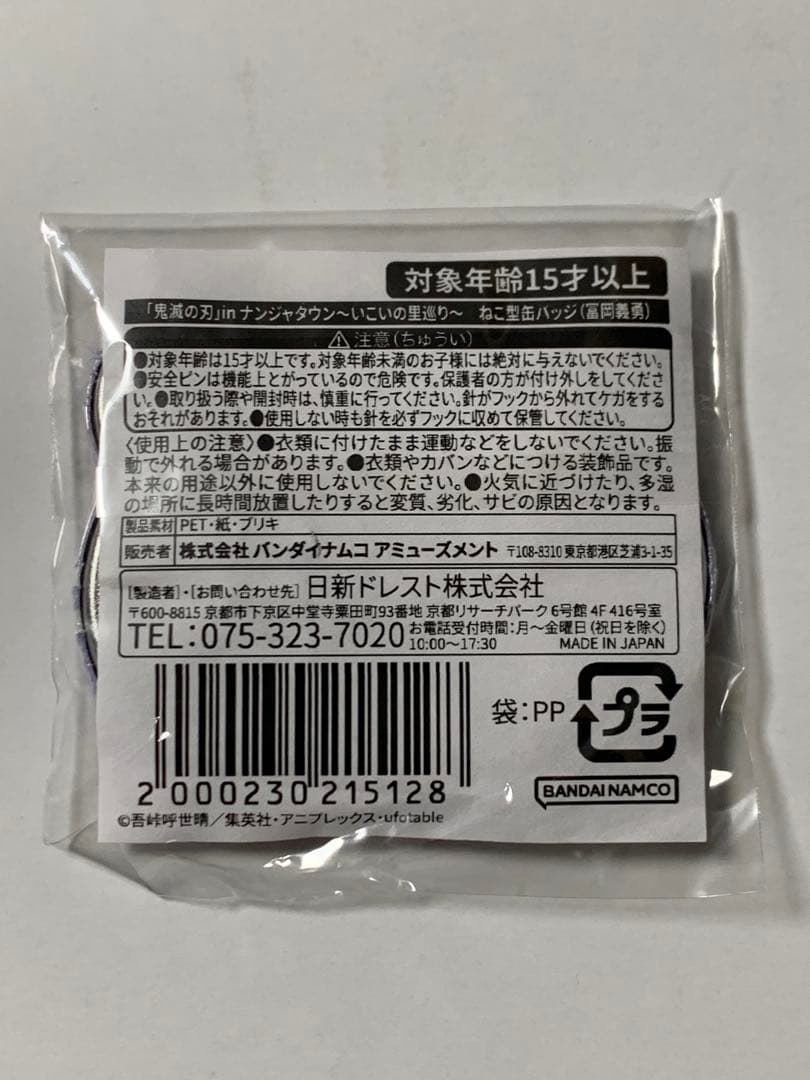 対象年齢15才以上
「鬼滅の刃」in ナンジャタウン～いこいの里巡り～　ねこ型缶バッジ（冨岡義勇）
⚠注意(ちゅうい)
●対象年齢は15才以上です。対象年齢未満のお子様には絶対に与えないでください。
●安全ピンは機能上とがっているので危険です。保護者の方が付け外しをしてくださ
い。●取り扱う際や開封時は、慎重に行ってください。針がフックから外れてケガをする
おそれがあります。●使用しない時も針を必ずフックに収めて保管してください。
〈使用上の注意〉●衣類に付けたまま運動などをしないでください。振
動で外れる場合があります。●衣類やカバンなどにつける装飾品です。
本来の用途以外に使用しないでください。●火気に近づけたり、多湿
の場所に長時間放置したりすると変質、劣化、サビの原因となります。
製品素材 PET・紙・ブリキ
販売者 株式会社 バンダイナムコ アミューズメント 〒108-8310 東京都港区芝浦3-1-35
[製造者]・[お問い合わせ先] 日新ドレスト株式会社
〒600-8815 京都市下京区中堂寺粟田町93番地 京都リサーチパーク 6号館 4F 416号室
TEL：075-323-7020 お電話受付時間：月～金曜日（祝日を除く）
10:00～17:30 MADE IN JAPAN
袋：PP プラ
2 000230 215128
BANDAI NAMCO
©吾峠呼世晴／集英社・アニプレックス・ufotable